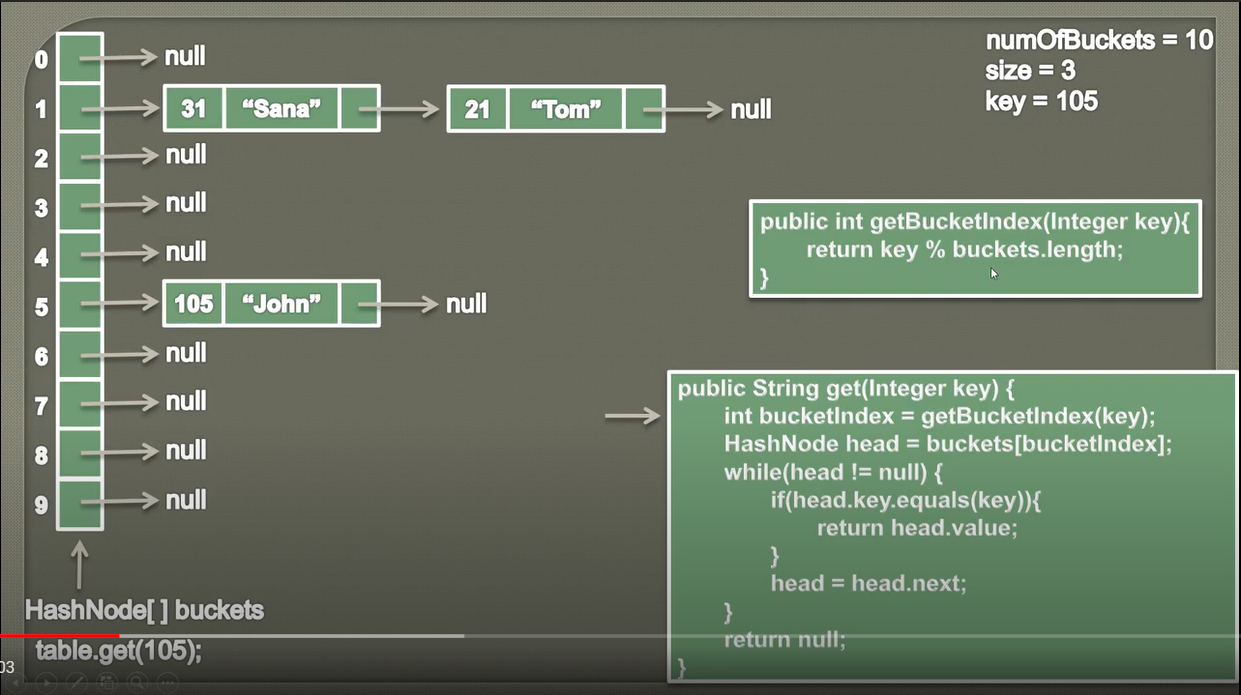 numOfBuckets = 10
size = 3
key = 105
0 null
1 31 “Sana” 21 “Tom” null
2 null
3 null
4 null
5 105 “John” null
6 null
7 null
8 null
9 null
HashNode[ ] buckets
table.get(105);
03
public int getBucketIndex(Integer key){
return key % buckets.length;
}
public String get(Integer key) {
int bucketIndex = getBucketIndex(key);
HashNode head = buckets[bucketIndex];
while(head != null) {
if(head.key.equals(key)){
return head.value;
}
head = head.next;
}
return null;
}